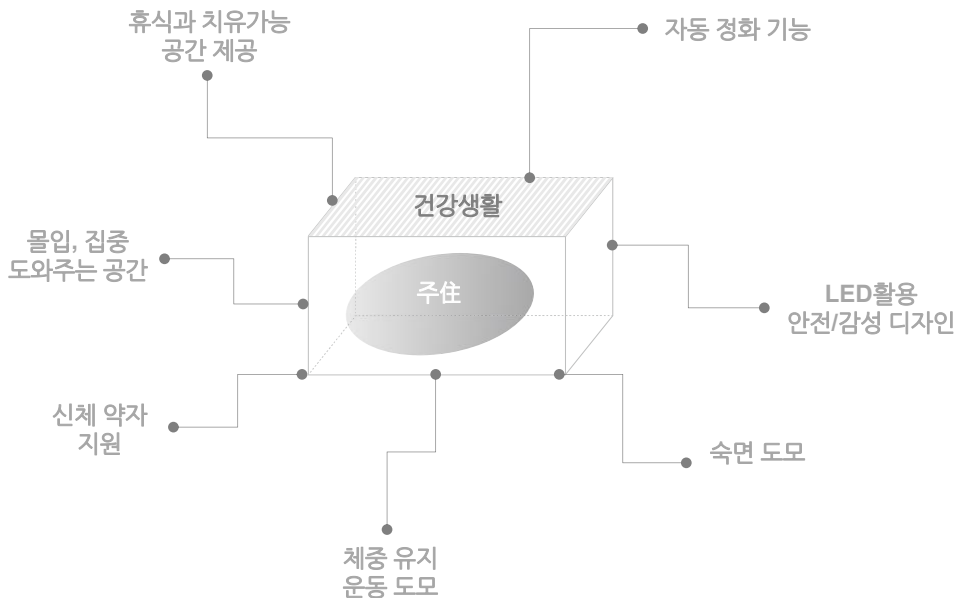 휴식과 치유가능
공간 제공
자동 정화 기능
건강생활
몰입, 집중
도와주는 공간
주住
LED활용
안전/감성 디자인
신체 약자
지원
숙면 도모
체중 유지
운동 도모